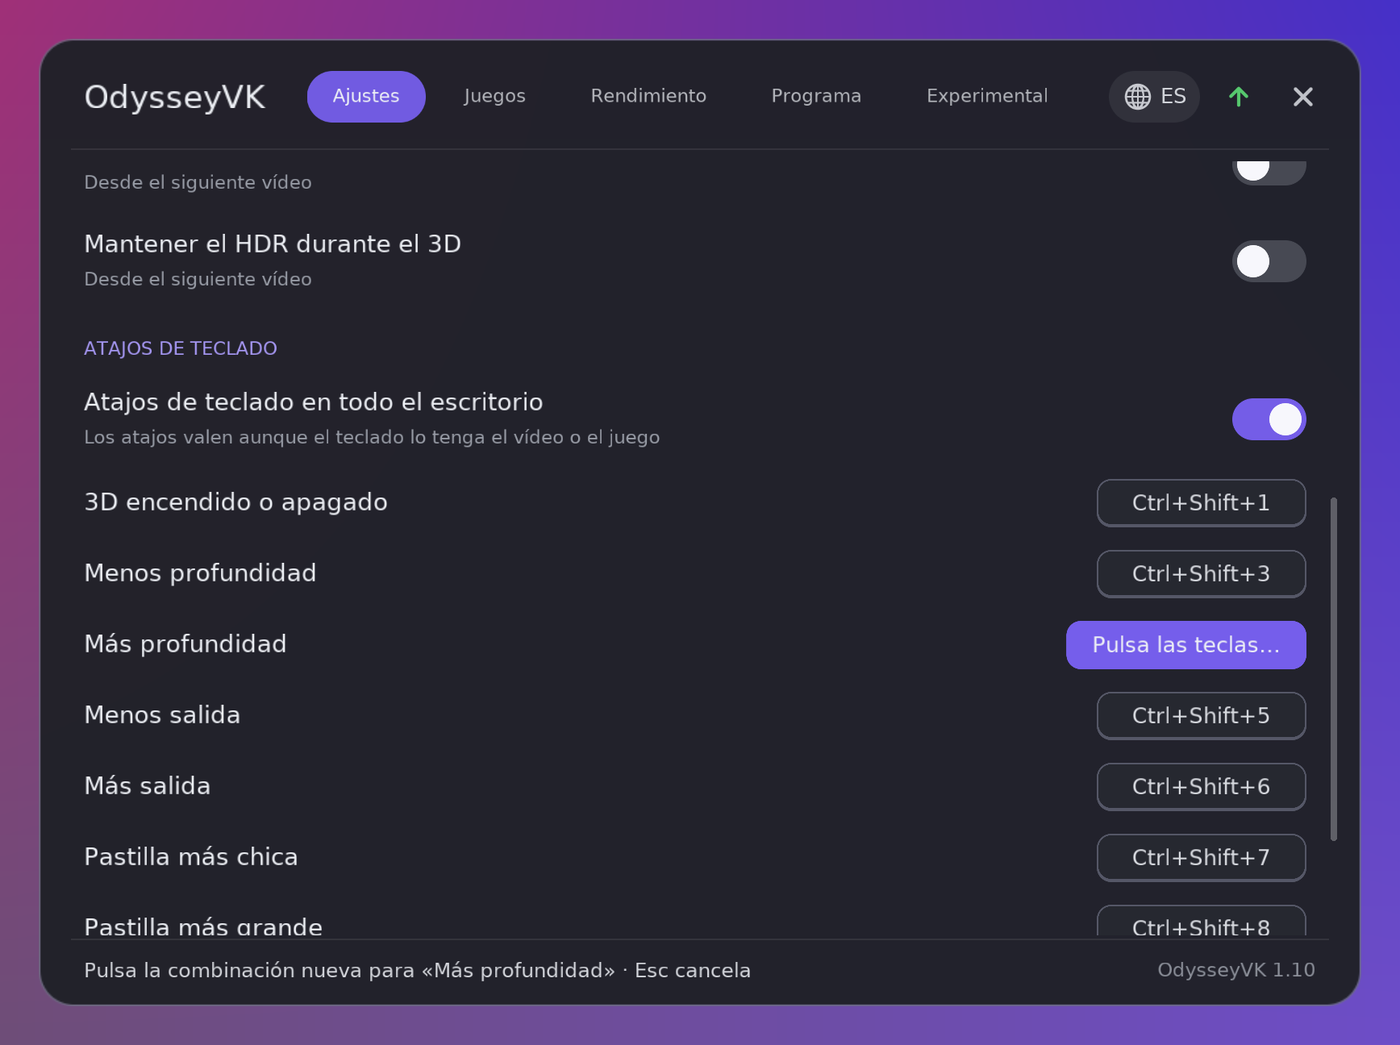 OdysseyVK
Ajustes
Juegos
Rendimiento
Programa
Experimental
ES
Desde el siguiente vídeo
Mantener el HDR durante el 3D
Desde el siguiente vídeo
ATAJOS DE TECLADO
Atajos de teclado en todo el escritorio
Los atajos valen aunque el teclado lo tenga el vídeo o el juego
3D encendido o apagado
Ctrl+Shift+1
Menos profundidad
Ctrl+Shift+3
Más profundidad
Pulsa las teclas…
Menos salida
Ctrl+Shift+5
Más salida
Ctrl+Shift+6
Pastilla más chica
Ctrl+Shift+7
Pastilla más grande
Ctrl+Shift+8
Pulsa la combinación nueva para «Más profundidad» · Esc cancela
OdysseyVK 1.10